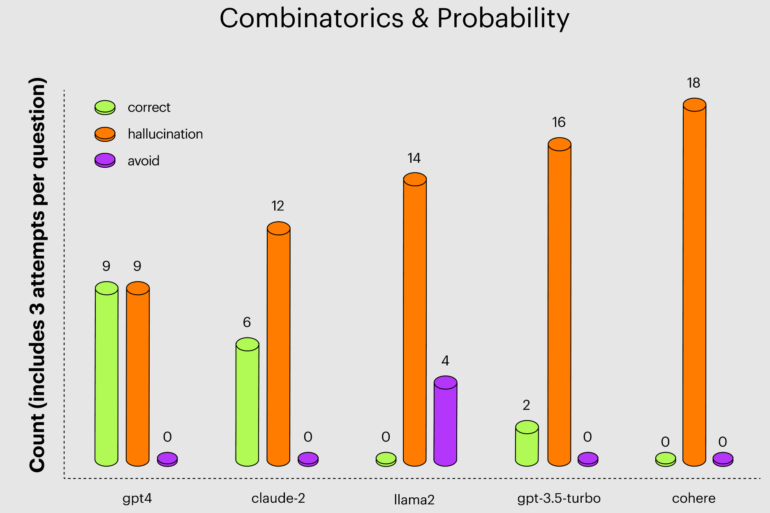 Combinatorics & Probability
Count (includes 3 attempts per question)
correct
hallucination
avoid
9 9 0
6 12 0
0 14 4
2 16 0
0 18 0
gpt4 claude-2 llama2 gpt-3.5-turbo cohere